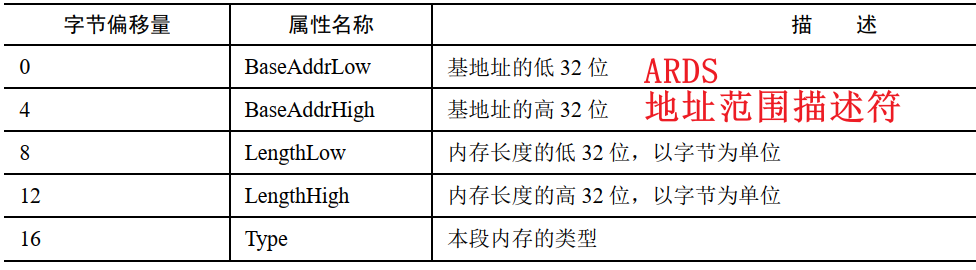 字节偏移量 属性名称 描 述
0 BaseAddrLow 基地址的低 32 位 ARDS
4 BaseAddrHigh 基地址的高 32 位 地址范围描述符
8 LengthLow 内存长度的低 32 位，以字节为单位
12 LengthHigh 内存长度的高 32 位，以字节为单位
16 Type 本段内存的类型